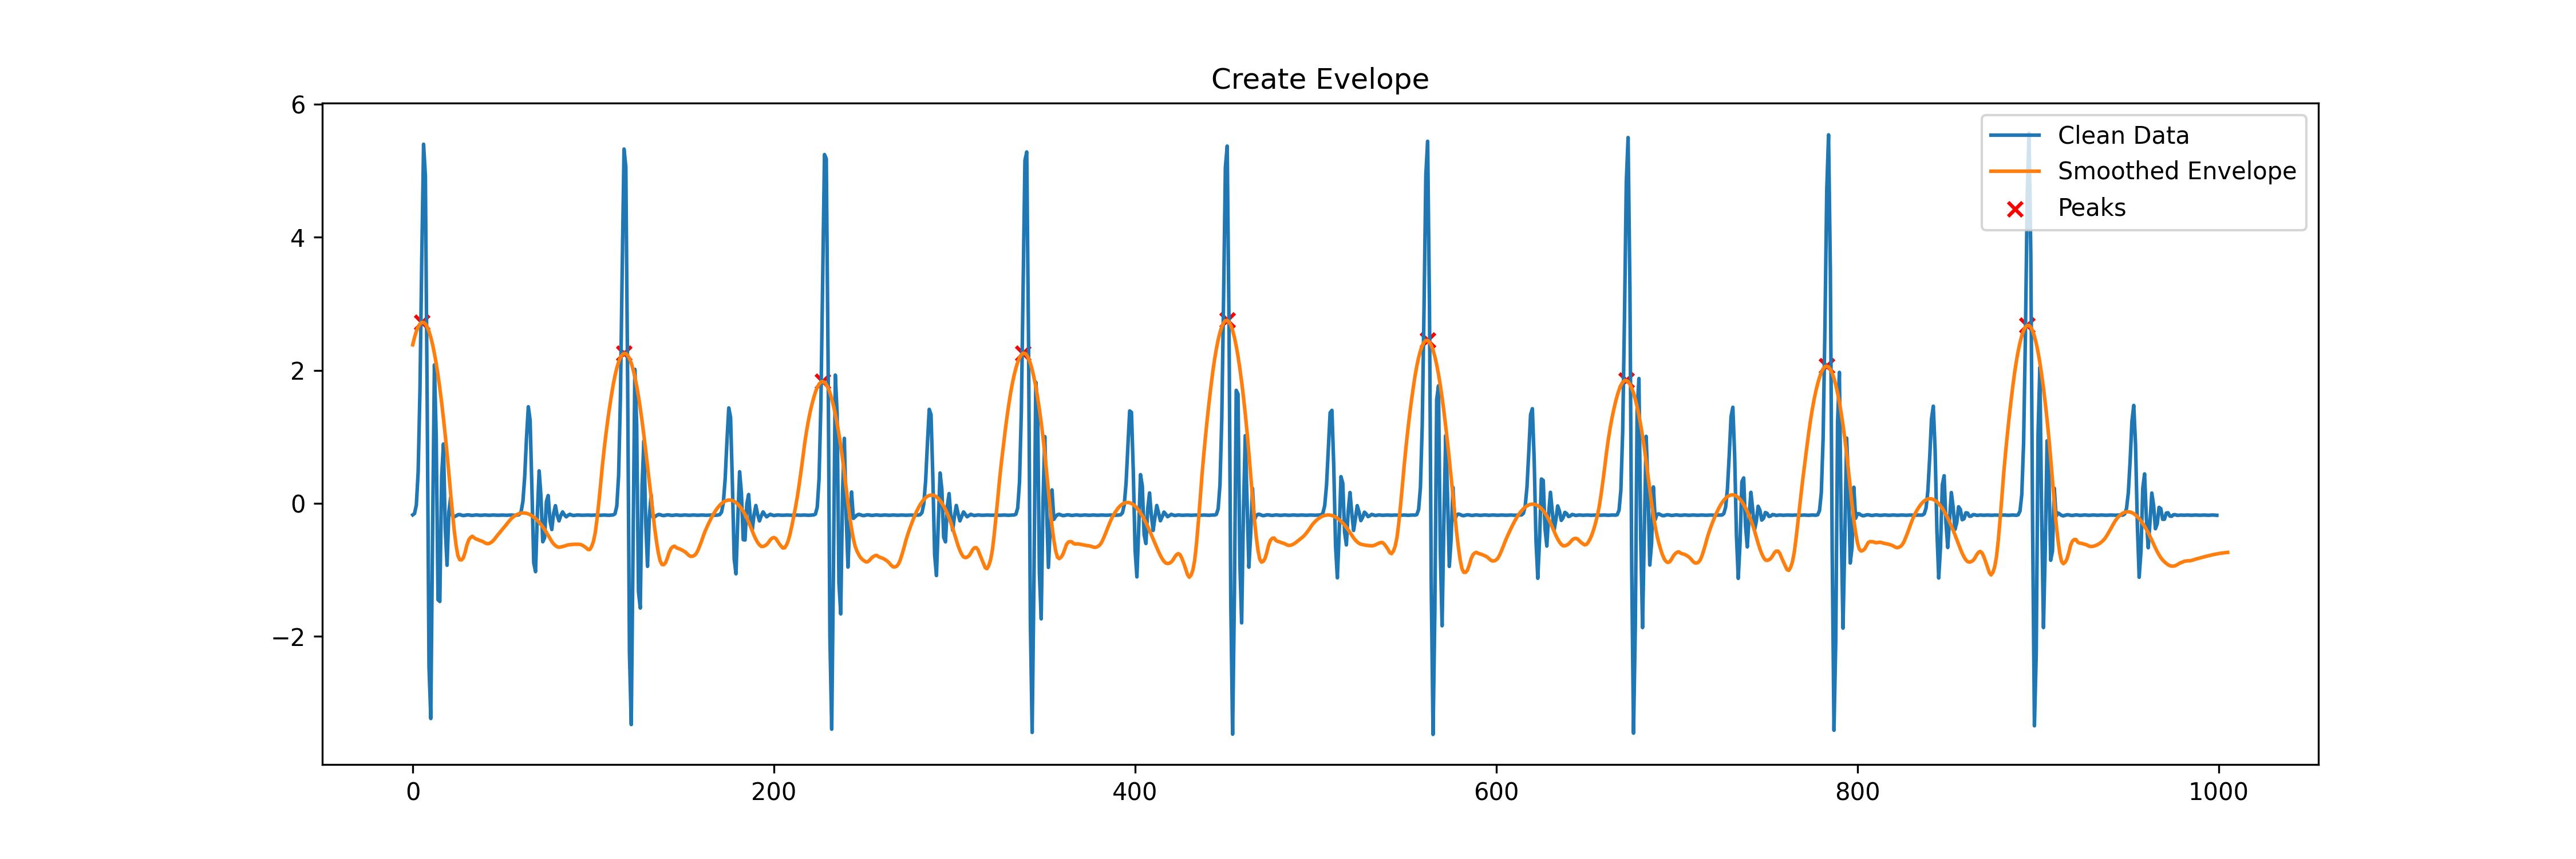 Create Evelope
6
4
2
0
−2
0 200 400 600 800 1000
Clean Data
Smoothed Envelope
Peaks